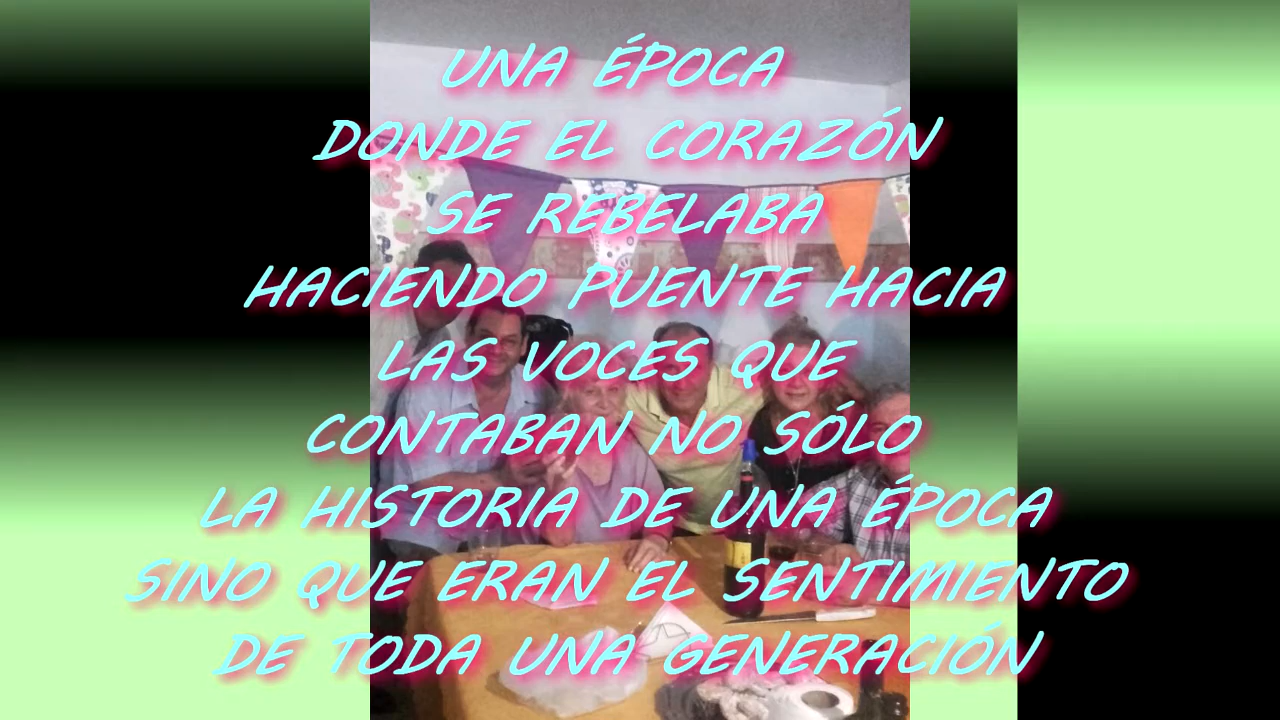 UNA ÉPOCA
DONDE EL CORAZÓN
SE REBELABA
HACIENDO PUENTE HACIA
LAS VOCES QUE
CONTABAN NO SÓLO
LA HISTORIA DE UNA ÉPOCA
SINO QUE ERAN EL SENTIMIENTO
DE TODA UNA GENERACIÓN